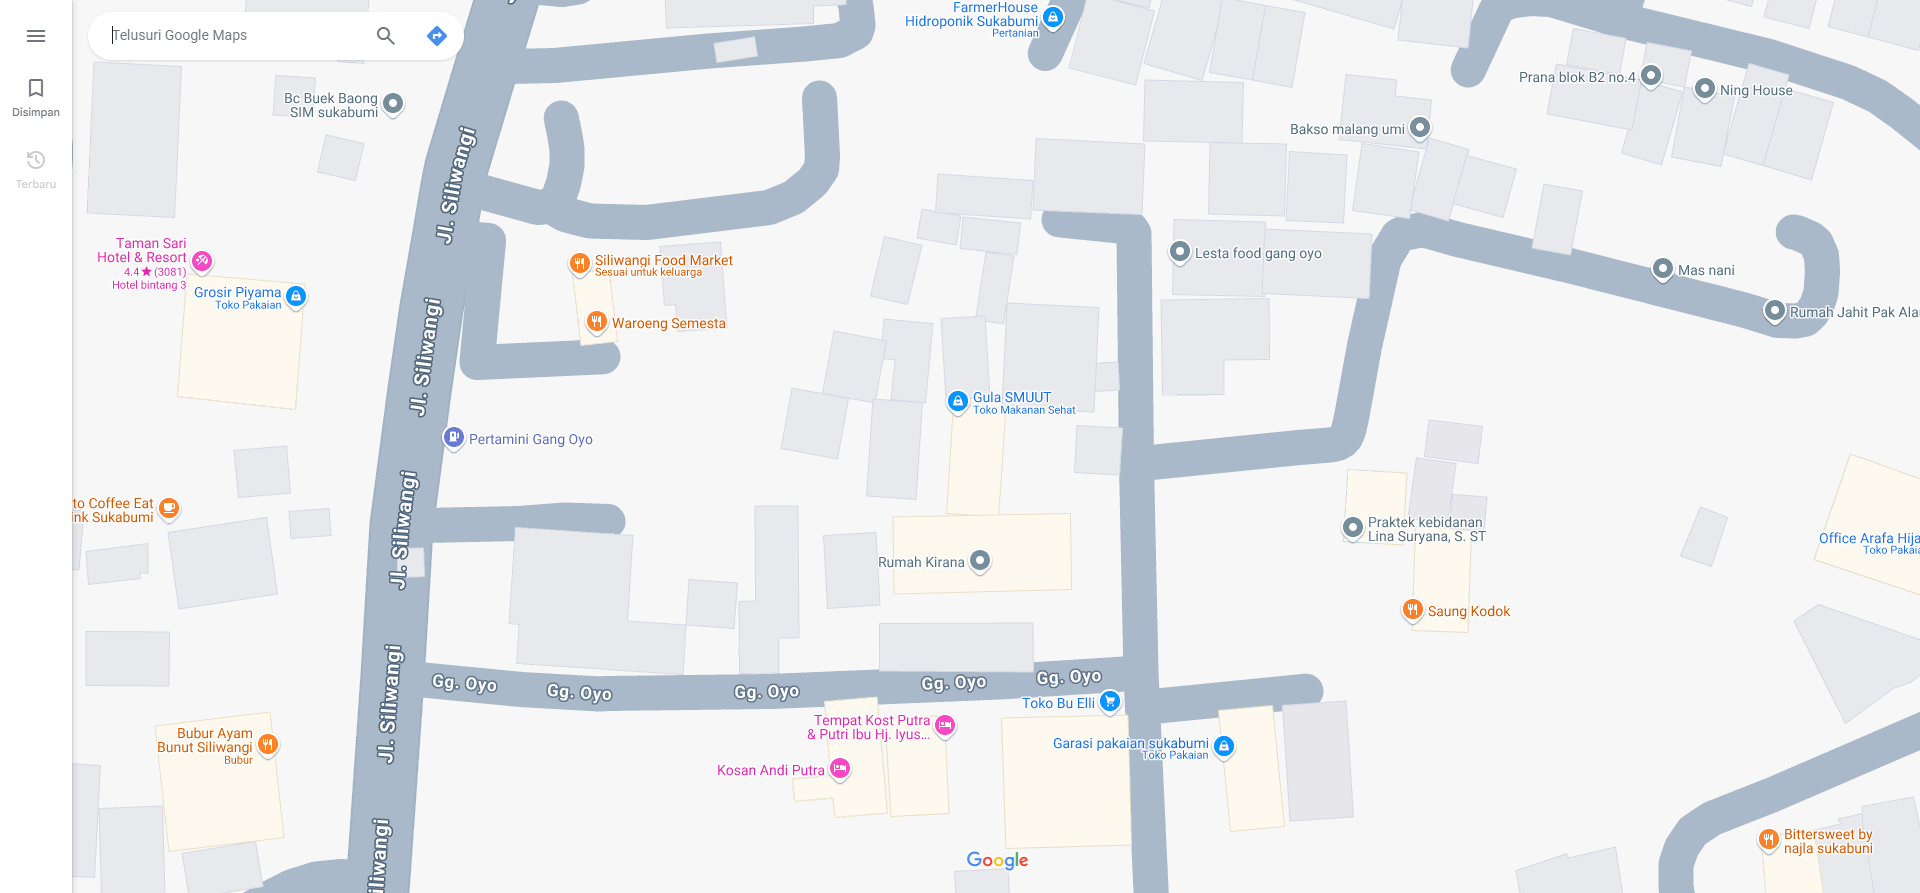 Telusuri Google Maps
Disimpan
Terbaru
FarmerHouse
Hidroponik Sukabumi
Pertanian
Bc Buek Baong
SIM sukabumi
Prana blok B2 no.4
Ning House
Bakso malang umi
Jl. Siliwangi
Taman Sari
Hotel & Resort
4.4★(3081)
Hotel bintang 3
Grosir Piyama
Toko Pakaian
Siliwangi Food Market
Sesuai untuk keluarga
Waroeng Semesta
Lesta food gang oyo
Mas nani
Rumah Jahit Pak Ala
Jl. Siliwangi
Gula SMUUT
Toko Makanan Sehat
Pertamini Gang Oyo
to Coffee Eat
ink Sukabumi
Jl. Siliwangi
Praktek kebidanan
Lina Suryana, S. ST
Office Arafa Hija
Toko Pakaia
Rumah Kirana
Saung Kodok
Jl. Siliwangi
Gg. Oyo
Gg. Oyo
Gg. Oyo
Gg. Oyo
Gg. Oyo
Toko Bu Elli
Tempat Kost Putra
& Putri Ibu Hj. Iyus...
Bubur Ayam
Bunut Siliwangi
Bubur
Garasi pakaian sukabumi
Toko Pakaian
Kosan Andi Putra
iliwangi
Bittersweet by
najla sukabuni
Google